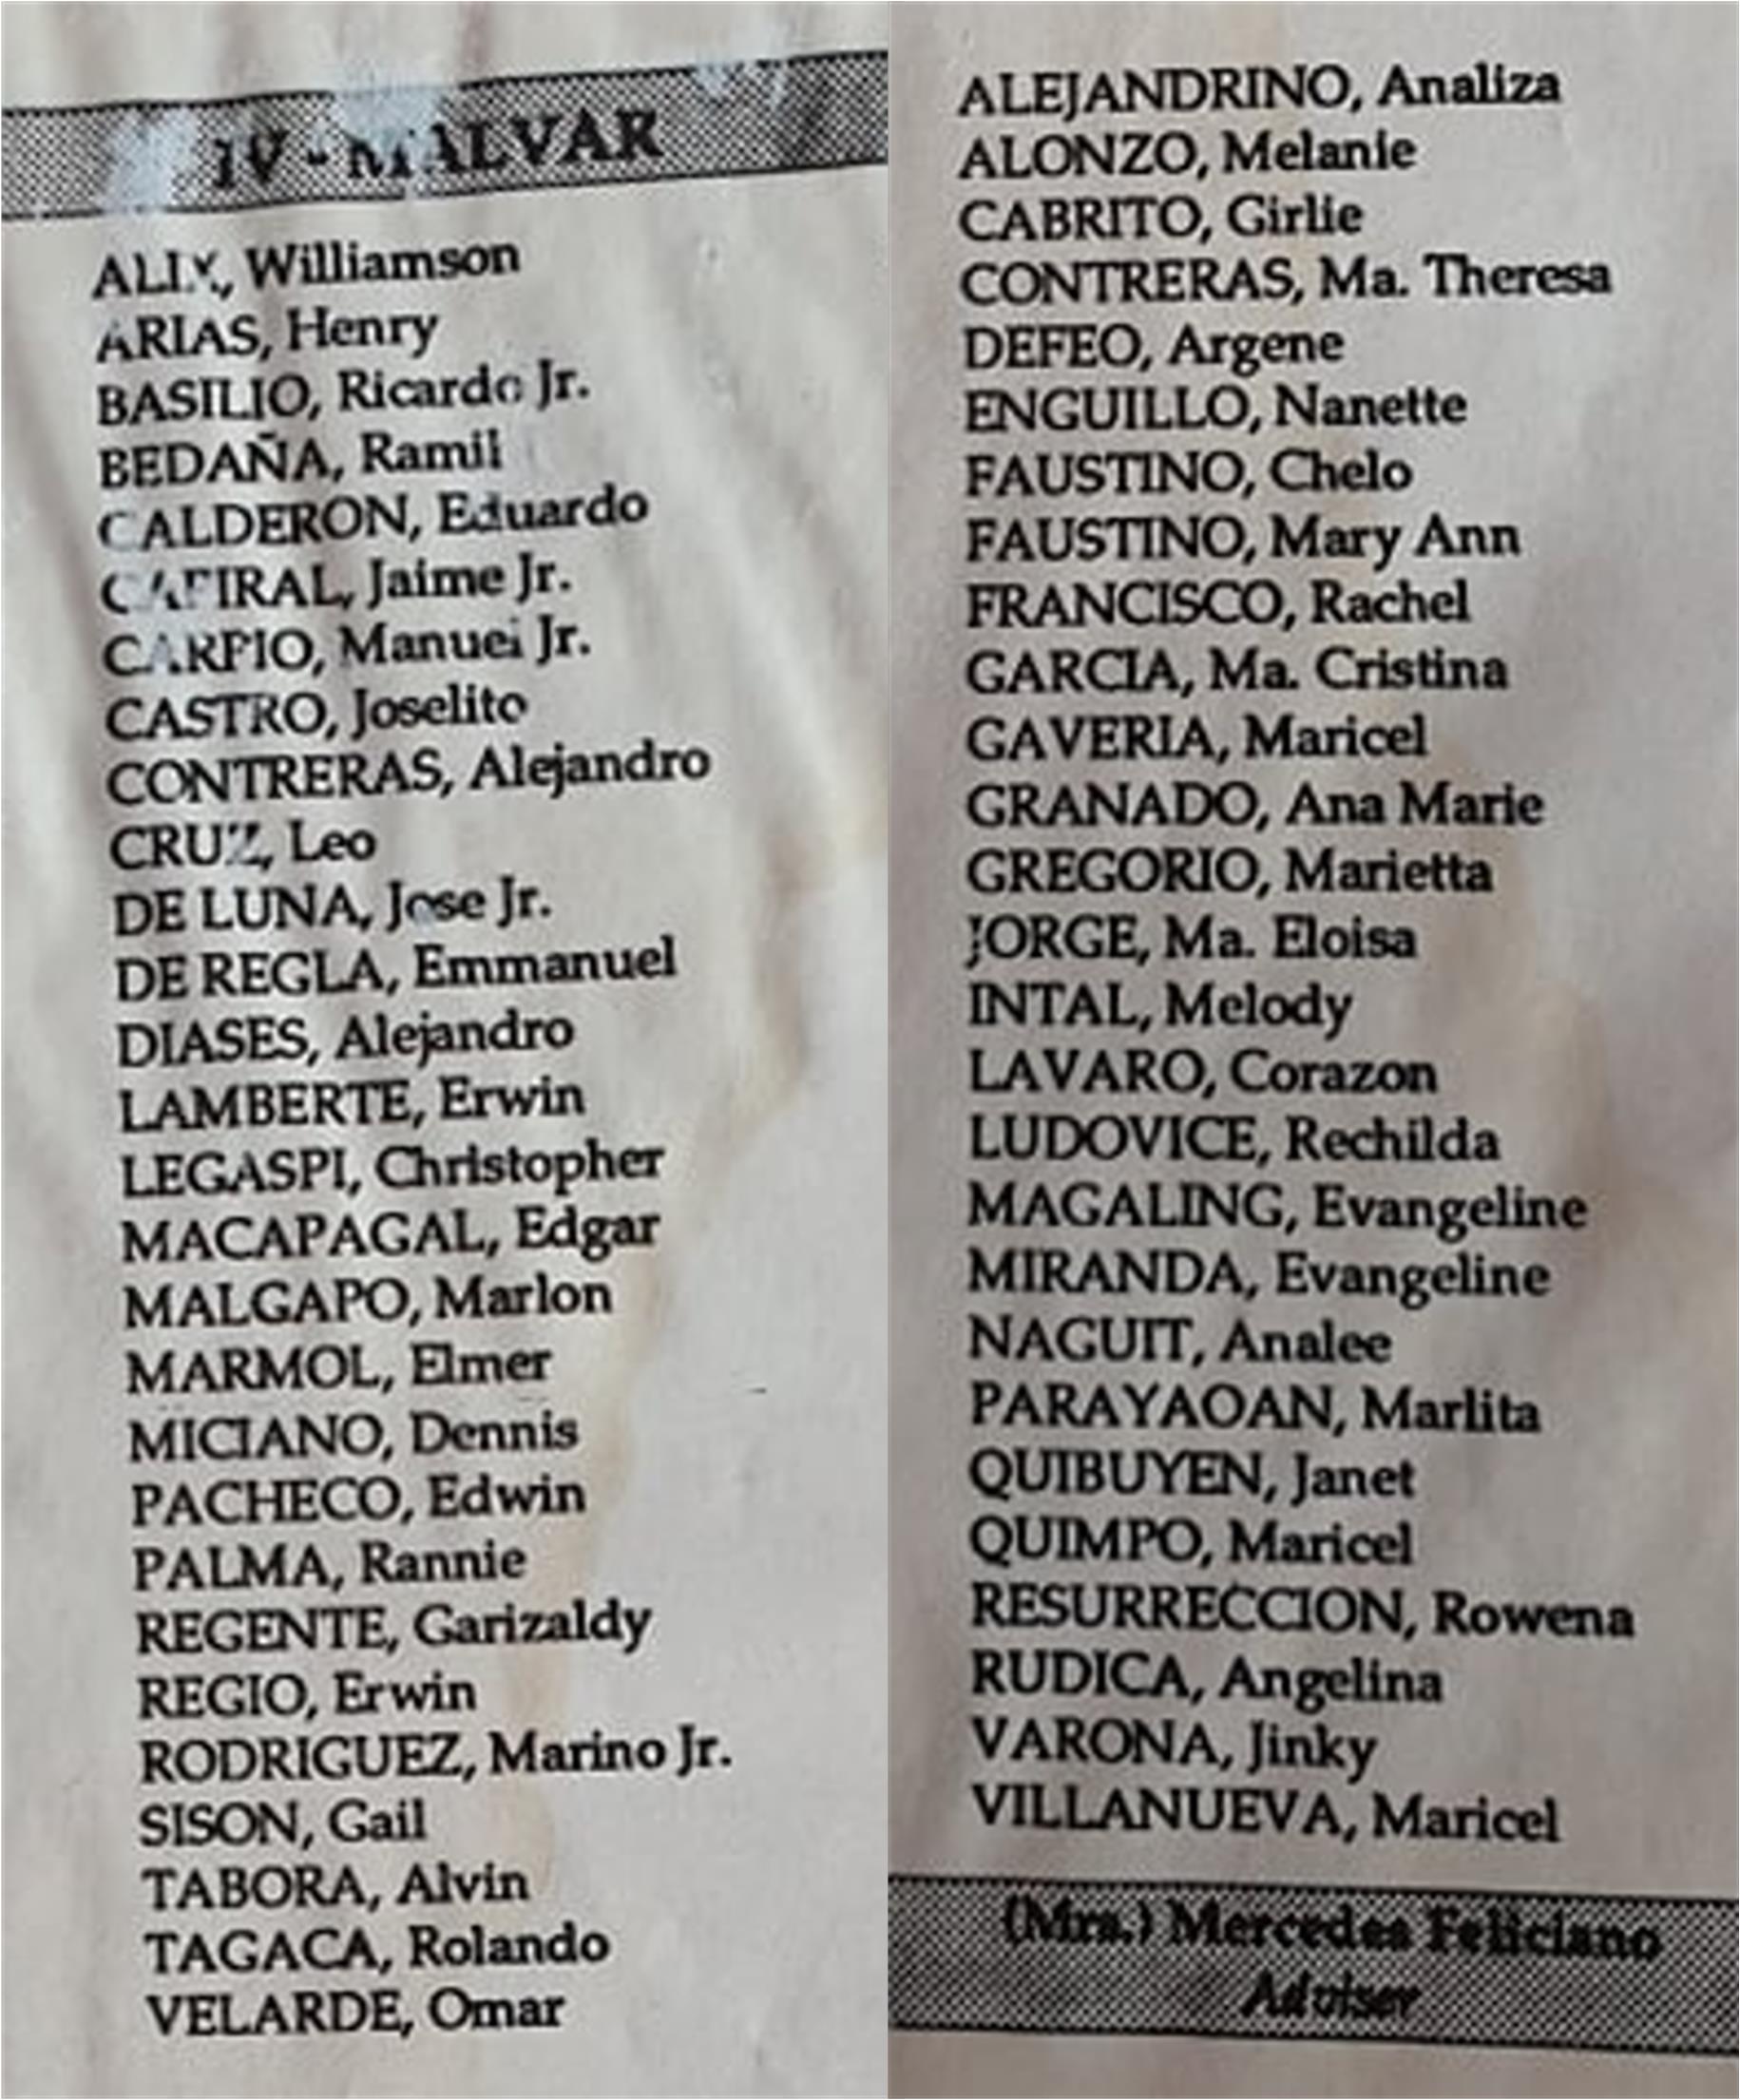 IV - MALVAR
ALIX, Williamson
ARIAS, Henry
BASILIO, Ricardo Jr.
BEDAÑA, Ramil
CALDERON, Eduardo
Jaime Jr.
CARPIO, Manuel Jr.
CASTRO, Joselito
CONTRERAS, Alejandro
CRUZ, Leo
DE LUNA, Jose Jr.
DE REGLA, Emmanuel
DIASES, Alejandro
LAMBERTE, Erwin
LEGASPI, Christopher
MACAPAGAL, Edgar
MALGAPO, Marlon
MARMOL, Elmer
MICIANO, Dennis
PACHECO, Edwin
PALMA, Rannie
REGENTE, Garizaldy
REGIO, Erwin
RODRIGUEZ, Marino Jr.
SISON, Gail
TABORA, Alvin
TAGACA, Rolando
VELARDE, Omar
ALEJANDRINO, Analiza
ALONZO, Melanie
CABRITO, Girlie
CONTRERAS, Ma. Theresa
DEFEO, Argene
ENGUILLO, Nanette
FAUSTINO, Chelo
FAUSTINO, Mary Ann
FRANCISCO, Rachel
GARCIA, Ma. Cristina
GAVERIA, Maricel
GRANADO, Ana Marie
GREGORIO, Marietta
JORGE, Ma. Eloisa
INTAL, Melody
LAVARO, Corazon
LUDOVICE, Rechilda
MAGALING, Evangeline
MIRANDA, Evangeline
NAGUIT, Analee
PARAYAOAN, Marlita
QUIBUYEN, Janet
QUIMPO, Maricel
RESURRECCION, Rowena
RUDICA, Angelina
VARONA, Jinky
VILLANUEVA, Maricel
(Mrs.) Mercedes Feliciano
Adviser